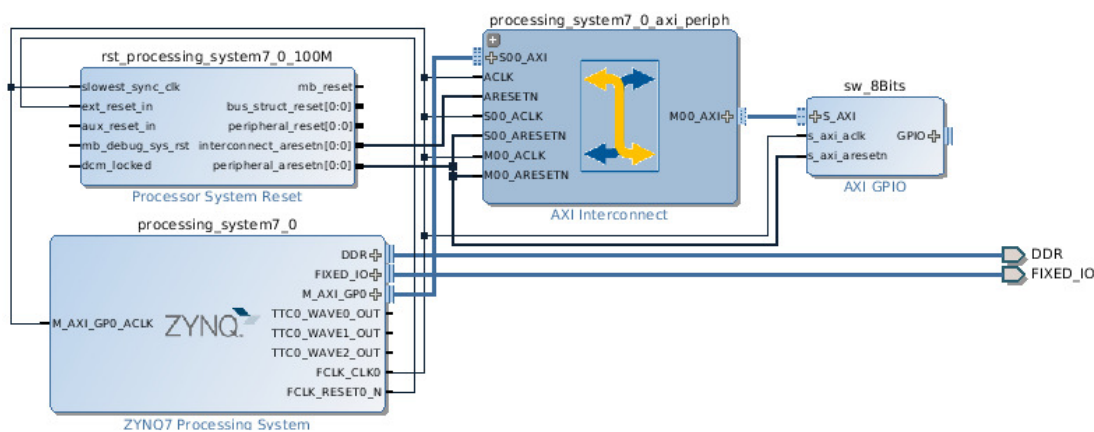 processing_system7_0_axi_periph
rst_processing_system7_0_100M
slowest_sync_clk
ext_reset_in
aux_reset_in
mb_debug_sys_rst
dcm_locked
mb_reset
bus_struct_reset[0:0]
peripheral_reset[0:0]
interconnect_aresetn[0:0]
peripheral_aresetn[0:0]
Processor System Reset
S00_AXI
ACLK
ARESETN
S00_ACLK
S00_ARESETN
M00_ACLK
M00_ARESETN
M00_AXI
AXI Interconnect
sw_8Bits
S_AXI
s_axi_aclk
s_axi_aresetn
GPIO
AXI GPIO
processing_system7_0
M_AXI_GP0_ACLK
ZYNQ
DDR
FIXED_IO
M_AXI_GP0
TTC0_WAVE0_OUT
TTC0_WAVE1_OUT
TTC0_WAVE2_OUT
FCLK_CLK0
FCLK_RESET0_N
ZYNQ7 Processing System
DDR
FIXED_IO